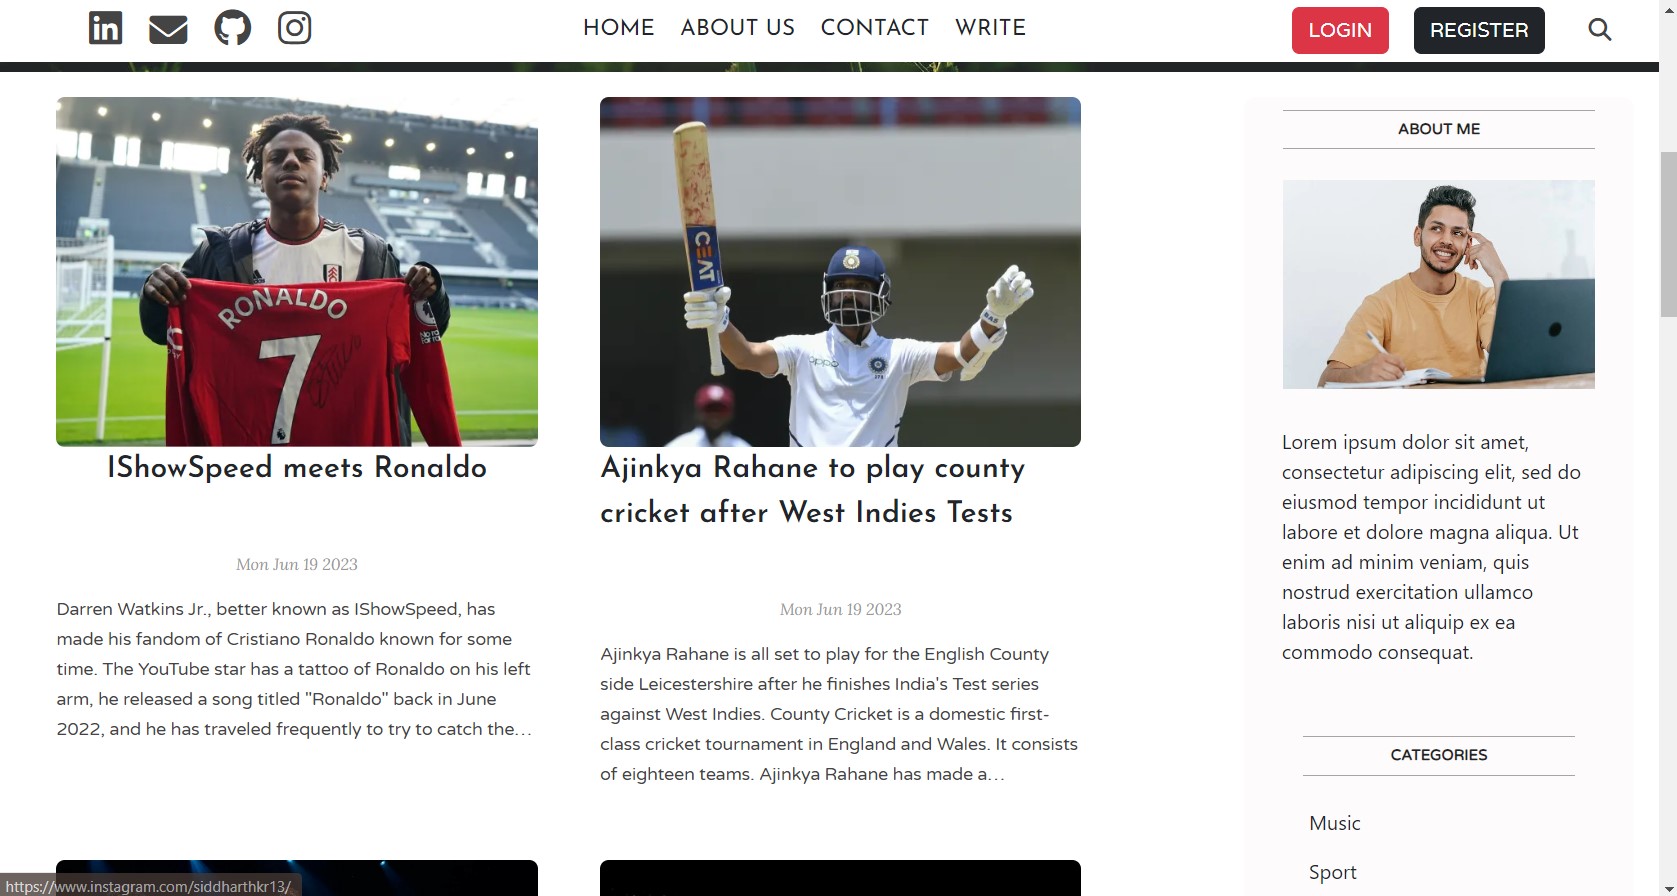 HOME ABOUT US CONTACT WRITE
LOGIN REGISTER
RONALDO
7
IShowSpeed meets Ronaldo
Mon Jun 19 2023
Darren Watkins Jr., better known as IShowSpeed, has
made his fandom of Cristiano Ronaldo known for some
time. The YouTube star has a tattoo of Ronaldo on his left
arm, he released a song titled "Ronaldo" back in June
2022, and he has traveled frequently to try to catch the…
CEAT
BAS
oppo
Ajinkya Rahane to play county
cricket after West Indies Tests
Mon Jun 19 2023
Ajinkya Rahane is all set to play for the English County
side Leicestershire after he finishes India's Test series
against West Indies. County Cricket is a domestic first-
class cricket tournament in England and Wales. It consists
of eighteen teams. Ajinkya Rahane has made a…
ABOUT ME
Lorem ipsum dolor sit amet,
consectetur adipiscing elit, sed do
eiusmod tempor incididunt ut
labore et dolore magna aliqua. Ut
enim ad minim veniam, quis
nostrud exercitation ullamco
laboris nisi ut aliquip ex ea
commodo consequat.
CATEGORIES
Music
Sport
https://www.instagram.com/siddharthkr13/